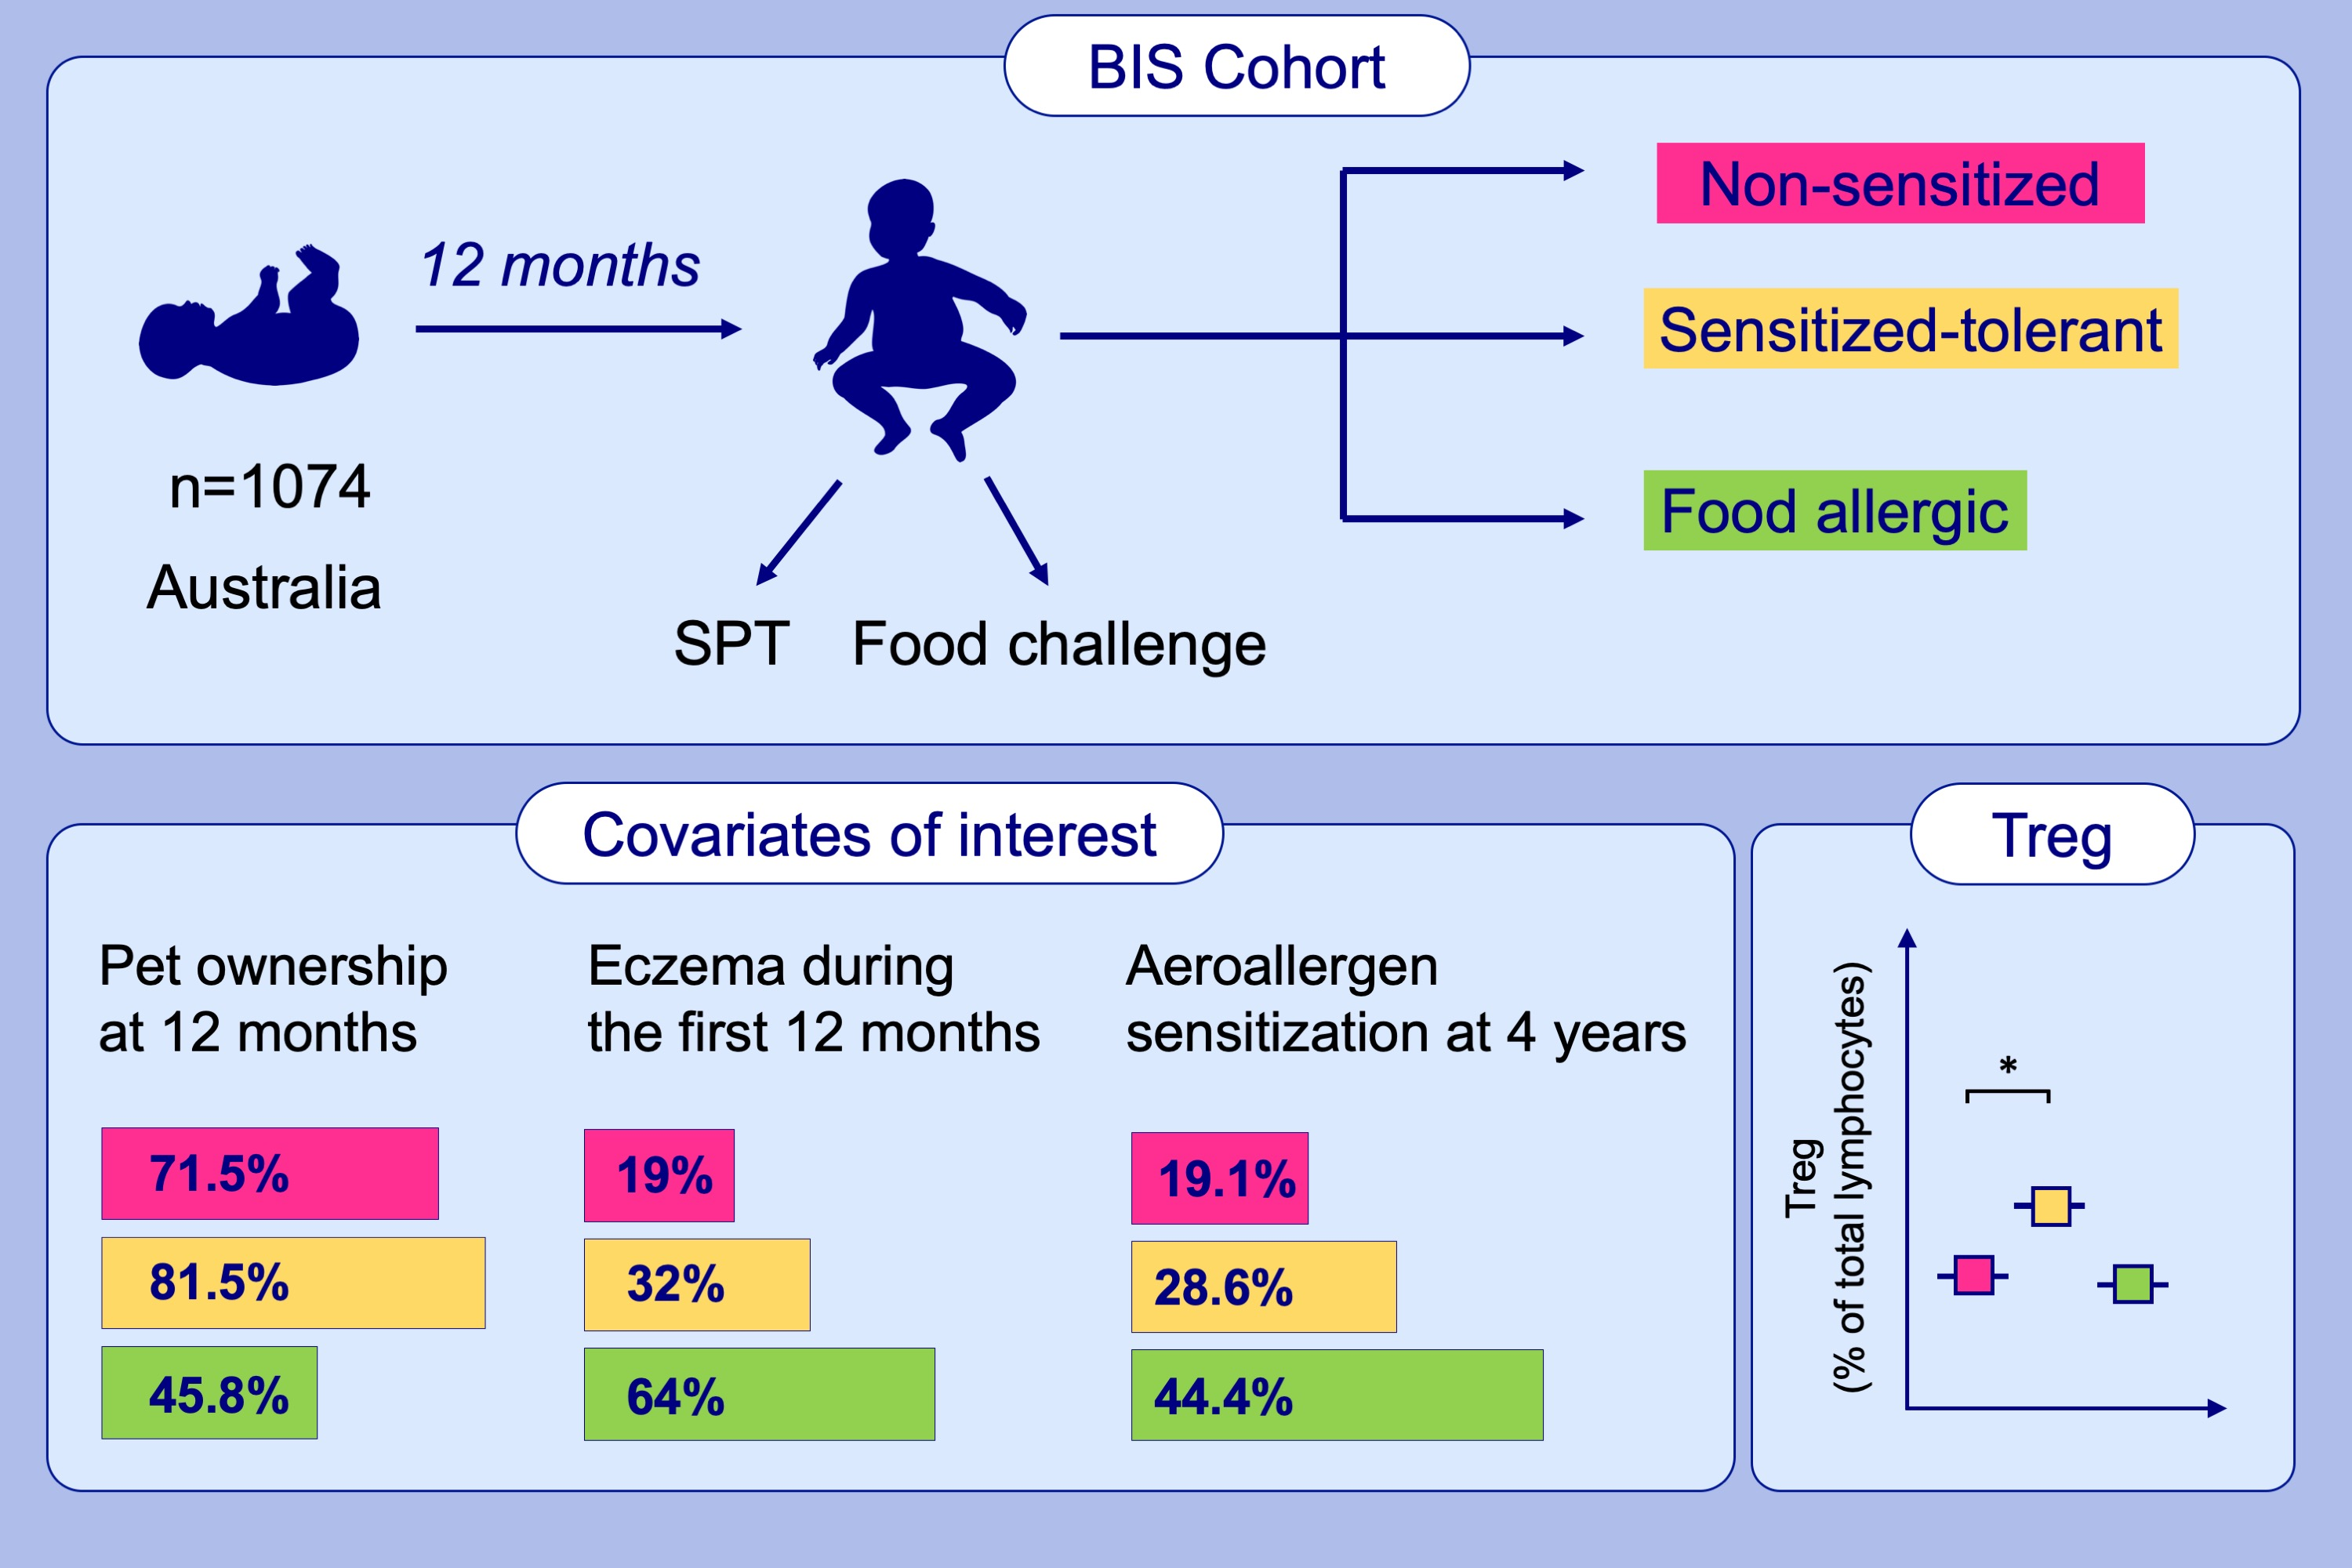 BIS Cohort
12 months
n=1074
Australia
SPT
Food challenge
Non-sensitized
Sensitized-tolerant
Food allergic
Covariates of interest
Pet ownership
at 12 months
71.5%
81.5%
45.8%
Eczema during
the first 12 months
19%
32%
64%
Aeroallergen
sensitization at 4 years
19.1%
28.6%
44.4%
Treg
Treg
(% of total lymphocytes)
*